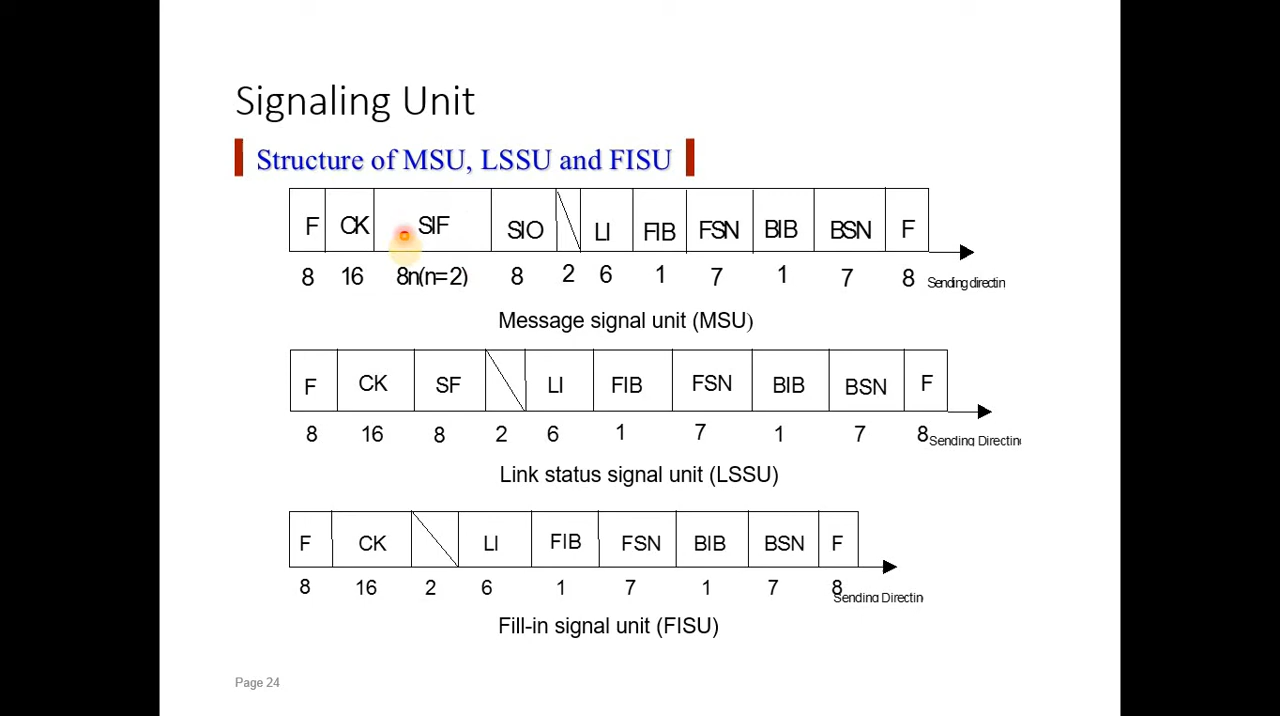 Signaling Unit
Structure of MSU, LSSU and FISU
F CK SIF SIO LI FIB FSN BIB BSN F
8 16 8n(n=2) 8 2 6 1 7 1 7 8 Sending directin
Message signal unit (MSU)
F CK SF LI FIB FSN BIB BSN F
8 16 8 2 6 1 7 1 7 8 Sending Directin
Link status signal unit (LSSU)
F CK LI FIB FSN BIB BSN F
8 16 2 6 1 7 1 7 8 Sending Directin
Fill-in signal unit (FISU)
Page 24